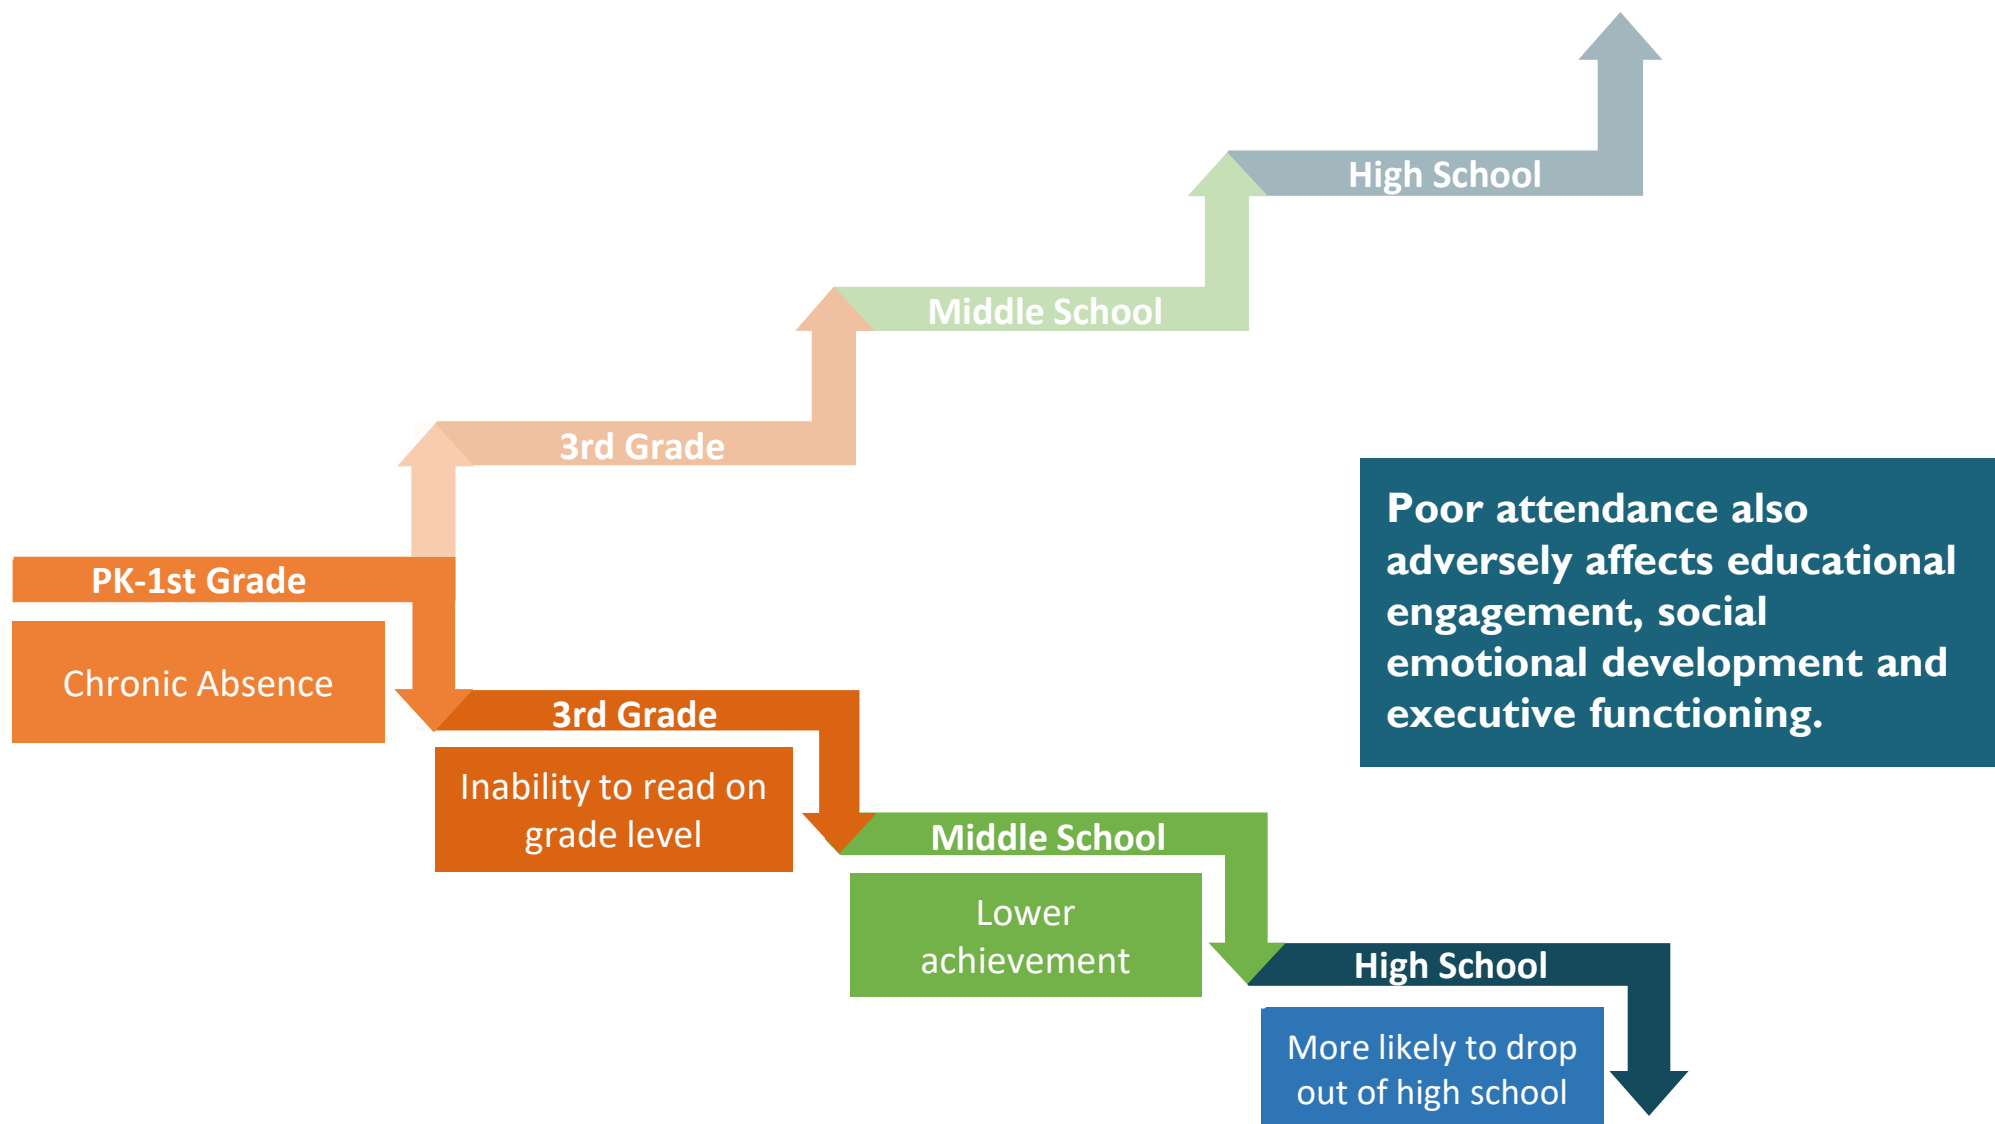 High School
Middle School
3rd Grade
Poor attendance also
adversely affects educational
engagement, social
emotional development and
executive functioning.
PK-1st Grade
Chronic Absence
3rd Grade
Inability to read on
grade level
Middle School
Lower
achievement
High School
More likely to drop
out of high school